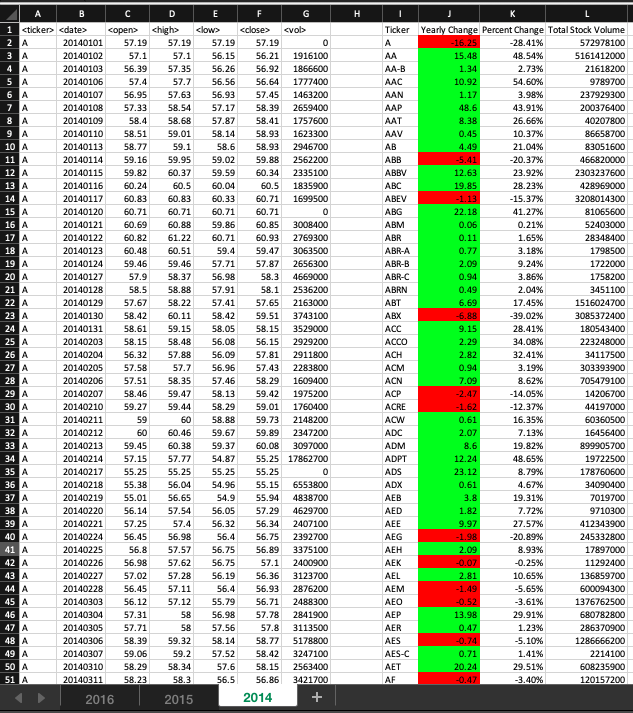 A B C D E F G H I J K L
1 <ticker> <date> <open> <high> <low> <close> <vol> Ticker Yearly Change Percent Change Total Stock Volume
2 A 20140101 57.19 57.19 57.19 57.19 0 A -16.25 -28.41% 572978100
3 A 20140102 57.1 57.1 56.15 56.21 1916100 AA 15.48 48.54% 5161412000
4 A 20140103 56.39 57.35 56.26 56.92 1866600 AA-B 1.34 2.73% 21618200
5 A 20140106 57.4 57.7 56.56 56.64 1777400 AAC 10.92 54.60% 9789700
6 A 20140107 56.95 57.63 56.93 57.45 1463200 AAN 1.17 3.98% 237929300
7 A 20140108 57.33 58.54 57.17 58.39 2659400 AAP 48.6 43.91% 200376400
8 A 20140109 58.4 58.68 57.87 58.41 1757600 AAT 8.38 26.66% 40207800
9 A 20140110 58.51 59.01 58.14 58.93 1623300 AAV 0.45 10.37% 86658700
10 A 20140113 58.77 59.1 58.6 58.93 2946700 AB 4.49 21.04% 83051600
11 A 20140114 59.16 59.95 59.02 59.88 2562200 ABB -5.41 -20.37% 466820000
12 A 20140115 59.82 60.37 59.59 60.34 2335100 ABBV 12.63 23.92% 2303237600
13 A 20140116 60.24 60.5 60.04 60.5 1835900 ABC 19.85 28.23% 428969000
14 A 20140117 60.83 60.83 60.33 60.71 1699500 ABEV -1.13 -15.37% 3208014300
15 A 20140120 60.71 60.71 60.71 60.71 0 ABG 22.18 41.27% 81065600
16 A 20140121 60.69 60.88 59.86 60.85 3008400 ABM 0.06 0.21% 52403000
17 A 20140122 60.82 61.22 60.71 60.93 2769300 ABR 0.11 1.65% 28348400
18 A 20140123 60.48 60.51 59.4 59.47 3063500 ABR-A 0.77 3.18% 1798500
19 A 20140124 59.46 59.46 57.71 57.87 2656300 ABR-B 2.09 9.24% 1722000
20 A 20140127 57.9 58.37 56.98 58.3 4669000 ABR-C 0.94 3.86% 1758200
21 A 20140128 58.5 58.88 57.91 58.1 2536200 ABRN 0.49 2.04% 3451100
22 A 20140129 57.67 58.22 57.41 57.65 2163000 ABT 6.69 17.45% 1516024700
23 A 20140130 58.42 60.11 58.42 59.51 3743100 ABX -6.88 -39.02% 3085372400
24 A 20140131 58.61 59.15 58.05 58.15 3529000 ACC 9.15 28.41% 180543400
25 A 20140203 58.15 58.48 56.08 56.15 2929200 ACCO 2.29 34.08% 223248000
26 A 20140204 56.32 57.88 56.09 57.81 2911800 ACH 2.82 32.41% 34117500
27 A 20140205 57.58 57.7 56.96 57.43 2283800 ACM 0.94 3.19% 303393900
28 A 20140206 57.51 58.35 57.46 58.29 1609400 ACN 7.09 8.62% 705479100
29 A 20140207 58.46 59.47 58.13 59.42 1975200 ACP -2.47 -14.05% 14206700
30 A 20140210 59.27 59.44 58.29 59.01 1760400 ACRE -1.62 -12.37% 44197000
31 A 20140211 59 60 58.88 59.73 2148200 ACW 0.61 16.35% 60360500
32 A 20140212 60 60.46 59.67 59.89 2347200 ADC 2.07 7.13% 16456400
33 A 20140213 59.45 60.38 59.37 60.08 3097000 ADM 8.6 19.82% 899905700
34 A 20140214 57.15 57.77 54.87 55.25 17862700 ADPT 12.24 48.65% 19722500
35 A 20140217 55.25 55.25 55.25 55.25 0 ADS 23.12 8.79% 178760600
36 A 20140218 55.38 56.04 54.96 55.15 6553800 ADX 0.61 4.67% 34090400
37 A 20140219 55.01 56.65 54.9 55.94 4838700 AEB 3.8 19.31% 7019700
38 A 20140220 56.14 57.54 56.05 57.29 4629700 AED 1.82 7.72% 9710300
39 A 20140221 57.25 57.4 56.32 56.34 2407100 AEE 9.97 27.57% 412343900
40 A 20140224 56.45 56.98 56.4 56.75 2392700 AEG -1.98 -20.89% 245332800
41 A 20140225 56.8 57.57 56.75 56.89 3375100 AEH 2.09 8.93% 17897000
42 A 20140226 56.98 57.62 56.75 57.1 2400900 AEK -0.07 -0.25% 11292400
43 A 20140227 57.02 57.28 56.19 56.36 3123700 AEL 2.81 10.65% 136859700
44 A 20140228 56.45 57.11 56.4 56.93 2876200 AEM -1.49 -5.65% 600094300
45 A 20140303 56.12 57.12 55.79 56.71 2488300 AEO -0.52 -3.61% 1376762500
46 A 20140304 57.31 58 56.98 57.78 2841900 AEP 13.98 29.91% 680782800
47 A 20140305 57.71 58 57.56 57.8 3113500 AER 0.47 1.23% 286370900
48 A 20140306 58.39 59.32 58.14 58.77 5178800 AES -0.74 -5.10% 1286666200
49 A 20140307 59.06 59.2 57.52 58.42 3247100 AES-C 0.71 1.41% 2214100
50 A 20140310 58.29 58.34 57.6 58.15 2563400 AET 20.24 29.51% 608235900
51 A 20140311 58.23 58.3 56.5 56.86 3421700 AF -0.47 -3.40% 120157200
2016 2015 2014 +